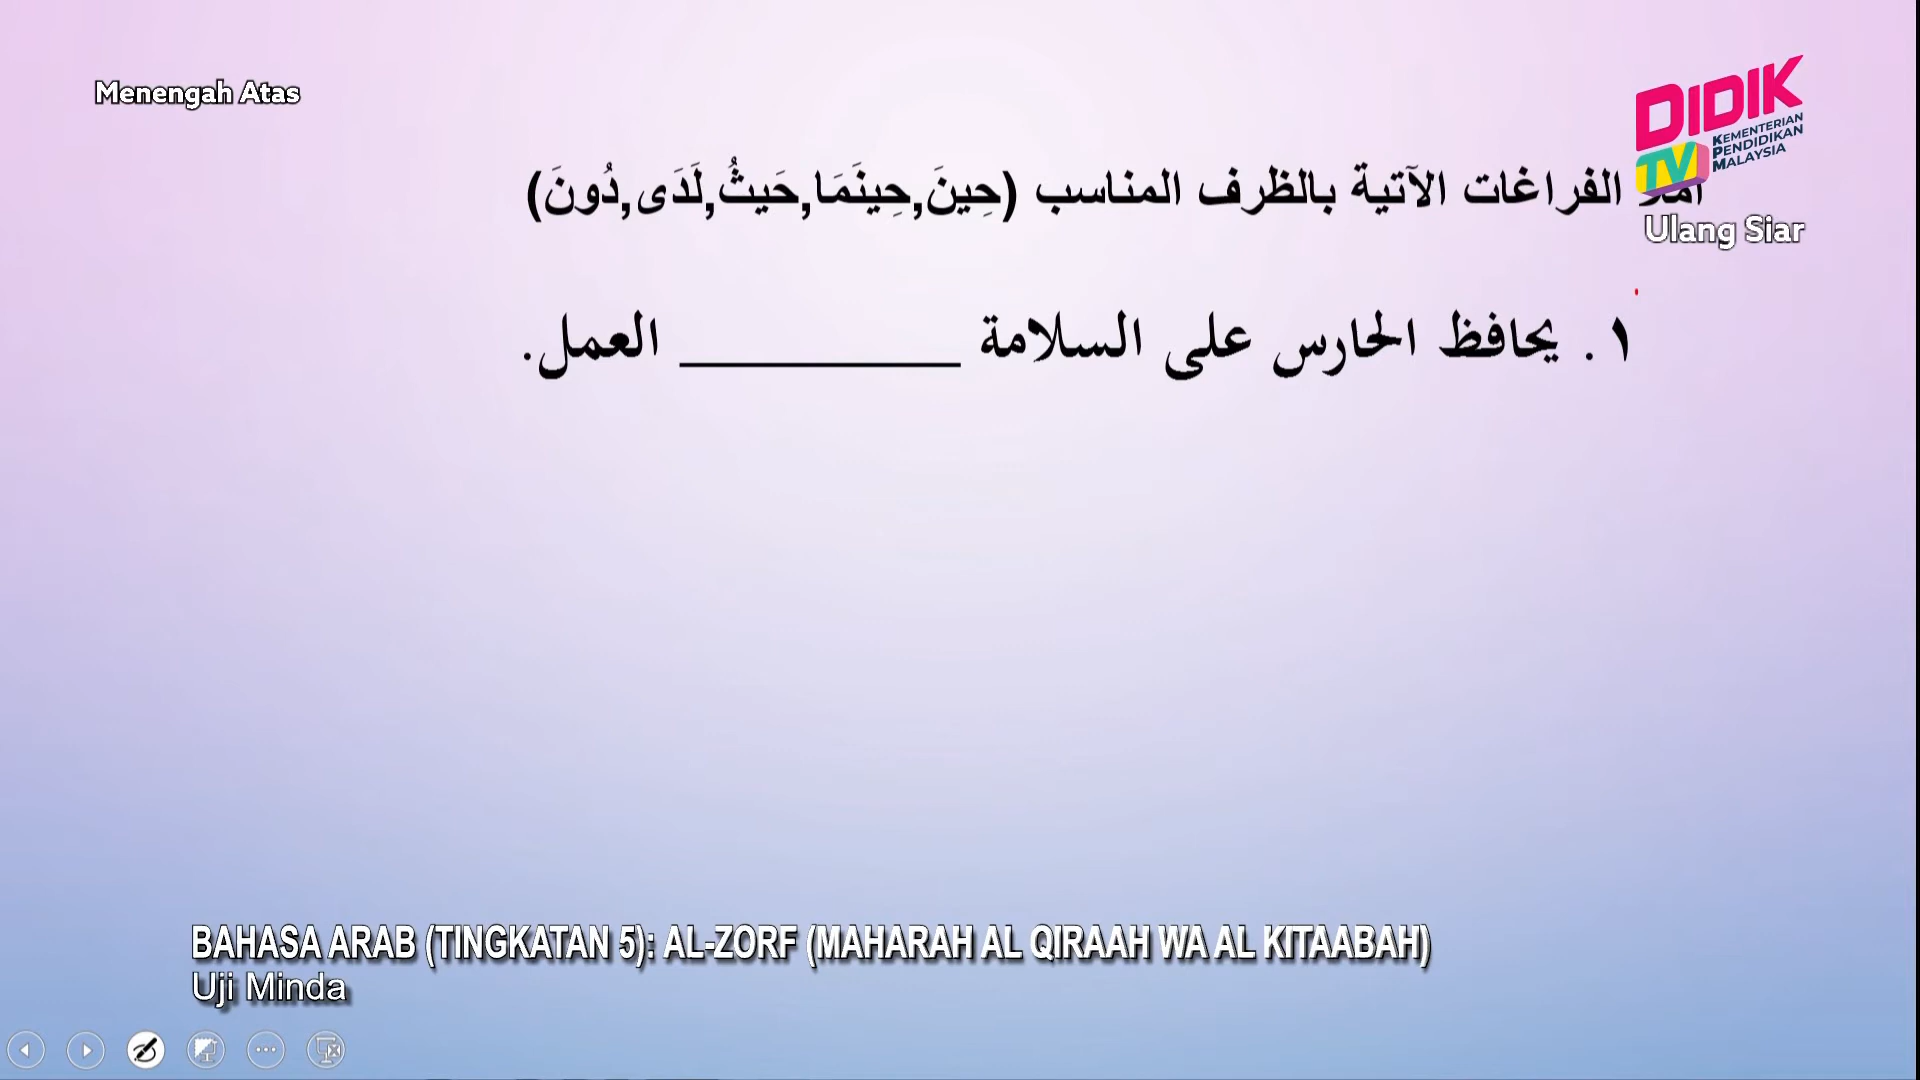 Menengah Atas
DIDIK
TV
KEMENTERIAN
PENDIDIKAN
MALAYSIA
الفراغات الآتية بالظرف المناسب (حِينَ,حِينَمَا,حَيثُ,لَدَى,دُونَ)
Ulang Siar
١. يحافظ الحارس على السلامة __________ العمل.
BAHASA ARAB (TINGKATAN 5): AL-ZORF (MAHARAH AL QIRAAH WA AL KITAABAH)
Uji Minda